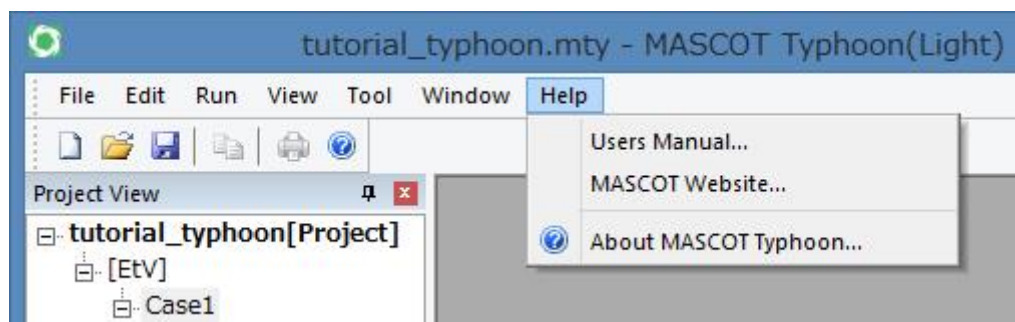 tutorial_typhoon.mty - MASCOT Typhoon(Light)
File Edit Run View Tool Window Help
Users Manual...
MASCOT Website...
About MASCOT Typhoon...
Project View
tutorial_typhoon[Project]
[EtV]
Case1